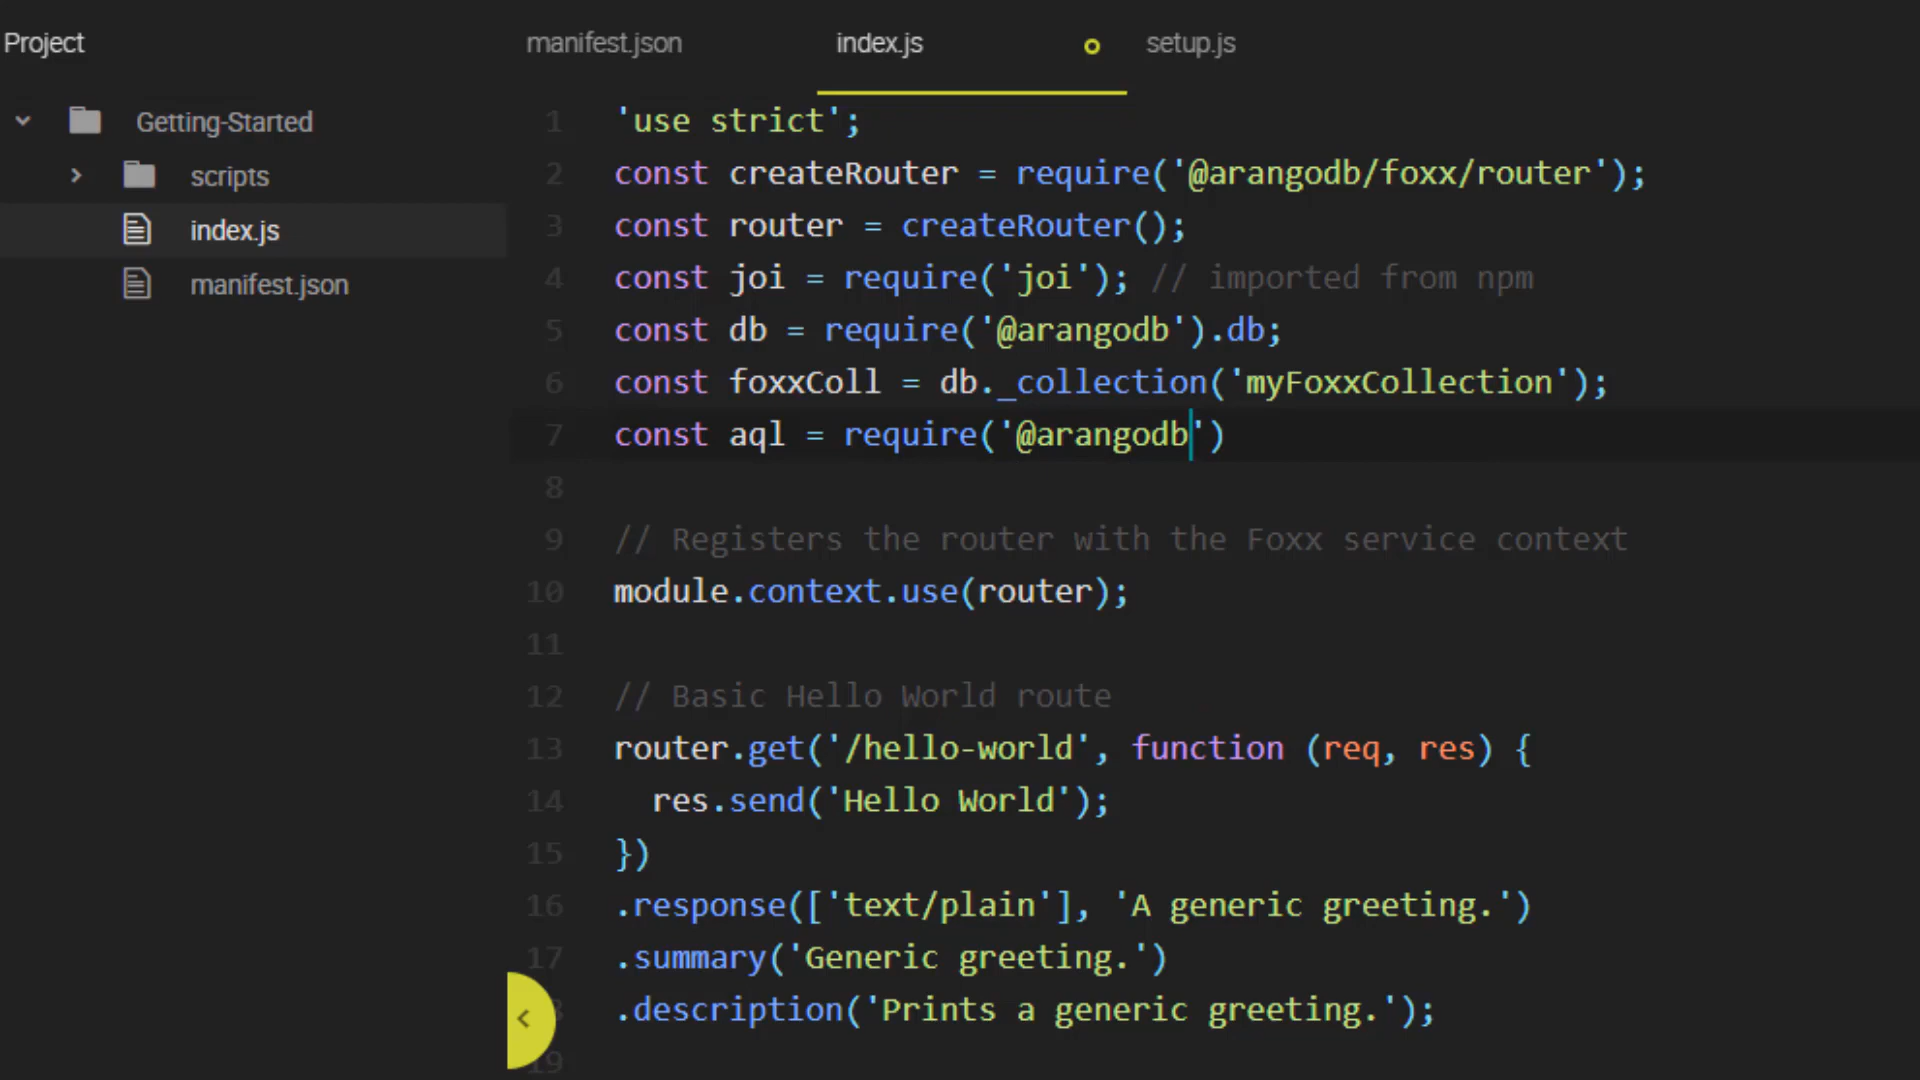 Project
manifest.json
index.js
setup.js
Getting-Started
scripts
index.js
manifest.json
1 'use strict';
2 const createRouter = require('@arangodb/foxx/router');
3 const router = createRouter();
4 const joi = require('joi'); // imported from npm
5 const db = require('@arangodb').db;
6 const foxxColl = db._collection('myFoxxCollection');
7 const aql = require('@arangodb')
8
9 // Registers the router with the Foxx service context
10 module.context.use(router);
11
12 // Basic Hello World route
13 router.get('/hello-world', function (req, res) {
14   res.send('Hello World');
15 })
16 .response(['text/plain'], 'A generic greeting.')
17 .summary('Generic greeting.')
.description('Prints a generic greeting.');
19